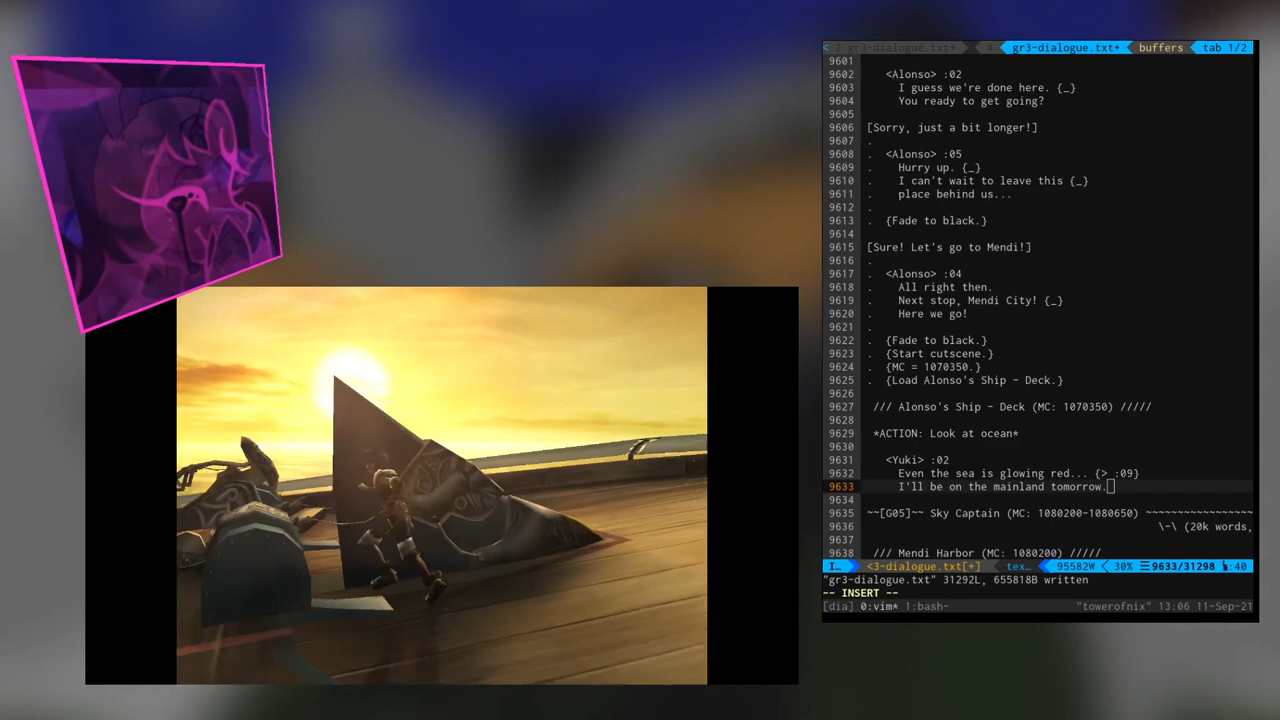 < 2 gr3-dialogue.txt+ gr3-dialogue.txt+ buffers tab 1/2
9601
9602 <Alonso> :02
9603 I guess we're done here. {_}
9604 You ready to get going?
9605
9606 [Sorry, just a bit longer!]
9607 .
9608 . <Alonso> :05
9609 . Hurry up. {_}
9610 . I can't wait to leave this {_}
9611 . place behind us...
9612 .
9613 . {Fade to black.}
9614
9615 [Sure! Let's go to Mendi!]
9616 .
9617 . <Alonso> :04
9618 . All right then.
9619 . Next stop, Mendi City! {_}
9620 . Here we go!
9621 .
9622 . {Fade to black.}
9623 . {Start cutscene.}
9624 . {MC = 1070350.}
9625 . {Load Alonso's Ship - Deck.}
9626
9627 /// Alonso's Ship - Deck (MC: 1070350) /////
9628
9629 *ACTION: Look at ocean*
9630
9631 <Yuki> :02
9632 Even the sea is glowing red... {> :09}
9633 I'll be on the mainland tomorrow.
9634
9635 ~~[G05]~~ Sky Captain (MC: 1080200-1080650) ~~~~~~~~~~~~~~~~~
9636 \-\ (20k words,
9637
9638 /// Mendi Harbor (MC: 1080200) /////
I… <3-dialogue.txt[+] tex… 95582W 30% 9633/31298 :40
"gr3-dialogue.txt" 31292L, 655818B written
-- INSERT --
[dia] 0:vim* 1:bash- "towerofnix" 13:06 11-Sep-21